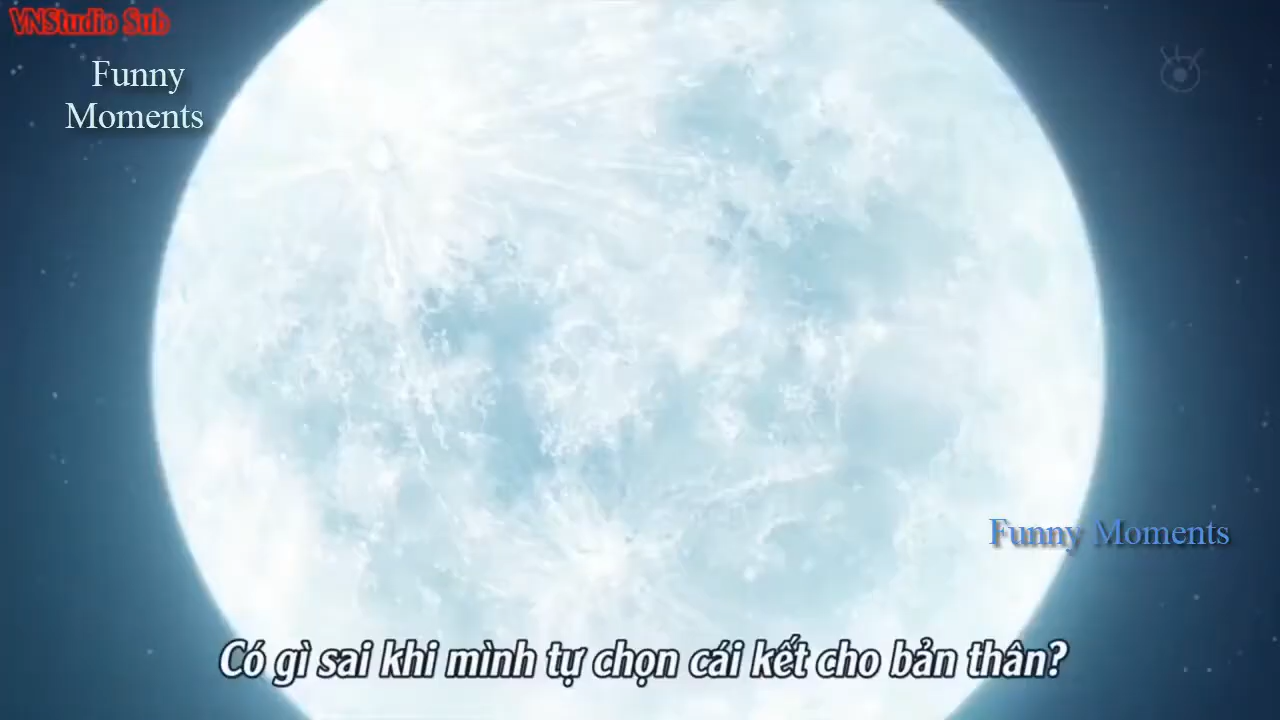 VNStudio Sub
Funny
Moments
Funny Moments
Có gì sai khi mình tự chọn cái kết cho bản thân?